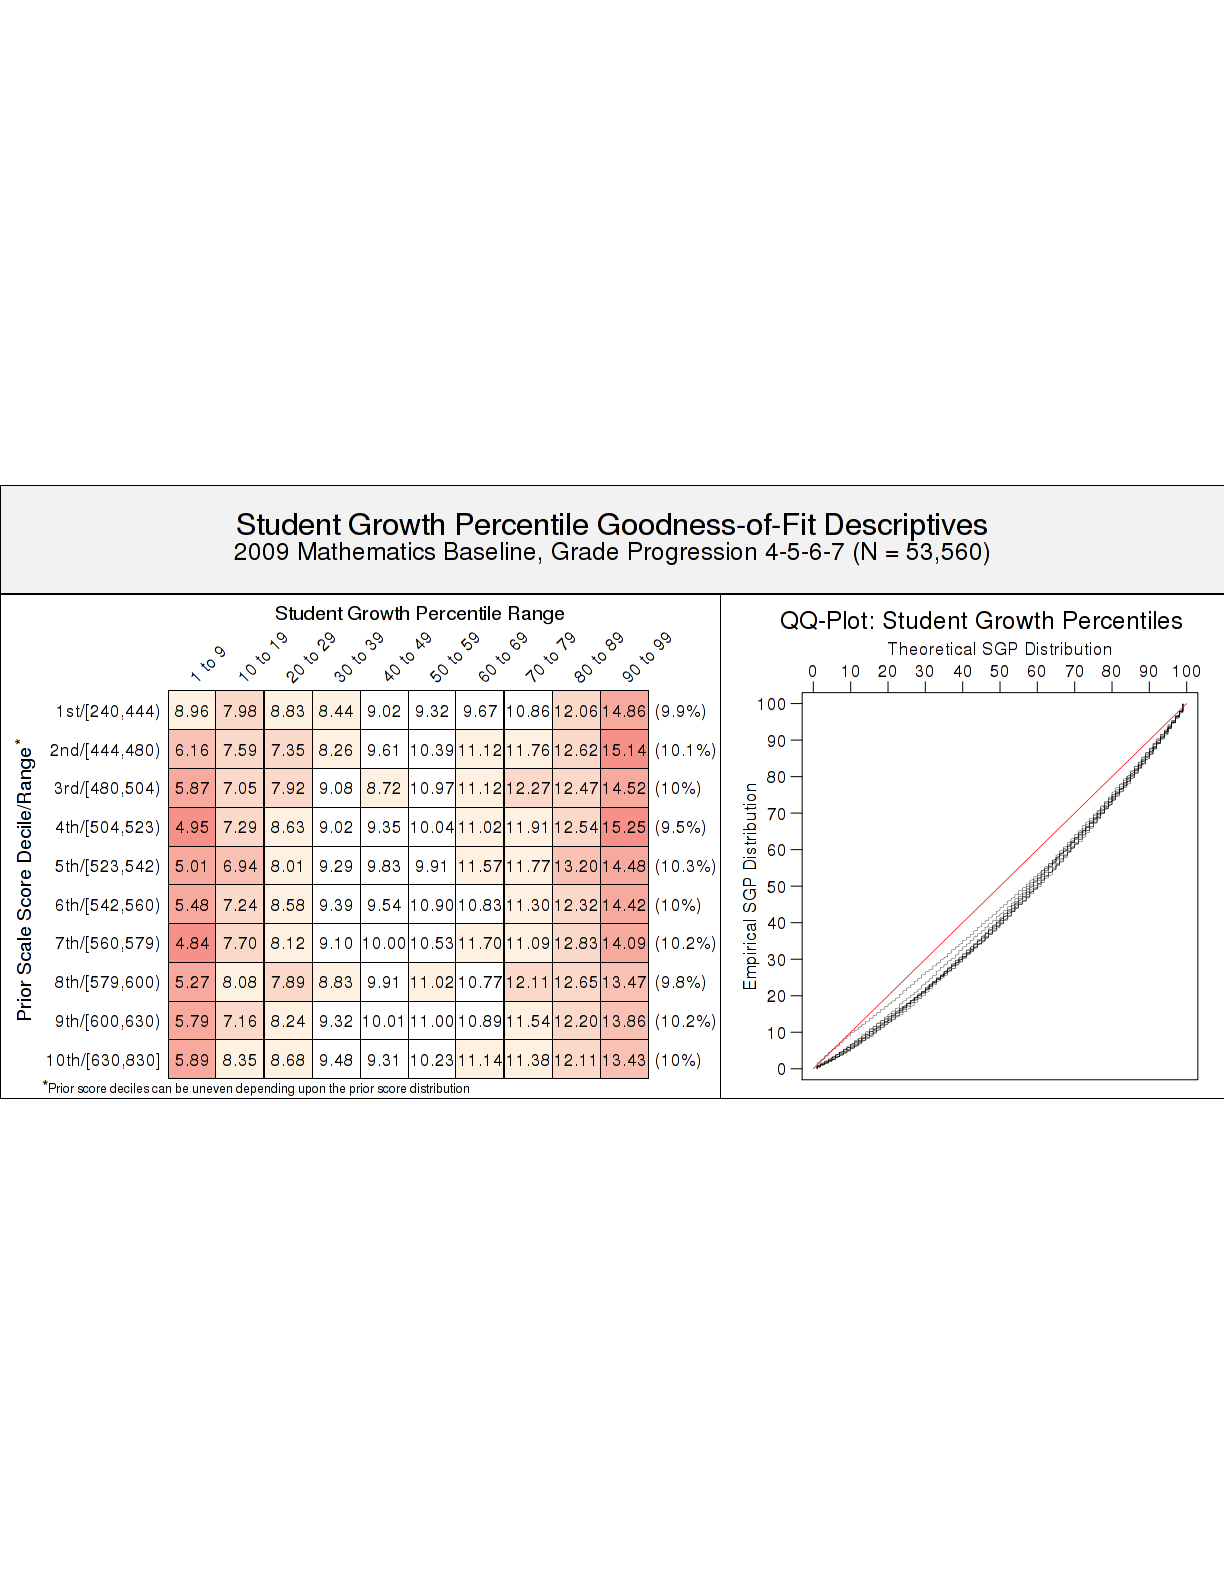 Student Growth Percentile Goodness-of-Fit Descriptives
2009 Mathematics Baseline, Grade Progression 4-5-6-7 (N = 53,560)
Student Growth Percentile Range
1 to 9 10 to 19 20 to 29 30 to 39 40 to 49 50 to 59 60 to 69 70 to 79 80 to 89 90 to 99
Prior Scale Score Decile/Range*
1st/[240,444) 8.96 7.98 8.83 8.44 9.02 9.32 9.67 10.86 12.06 14.86 (9.9%)
2nd/[444,480) 6.16 7.59 7.35 8.26 9.61 10.39 11.12 11.76 12.62 15.14 (10.1%)
3rd/[480,504) 5.87 7.05 7.92 9.08 8.72 10.97 11.12 12.27 12.47 14.52 (10%)
4th/[504,523) 4.95 7.29 8.63 9.02 9.35 10.04 11.02 11.91 12.54 15.25 (9.5%)
5th/[523,542) 5.01 6.94 8.01 9.29 9.83 9.91 11.57 11.77 13.20 14.48 (10.3%)
6th/[542,560) 5.48 7.24 8.58 9.39 9.54 10.90 10.83 11.30 12.32 14.42 (10%)
7th/[560,579) 4.84 7.70 8.12 9.10 10.00 10.53 11.70 11.09 12.83 14.09 (10.2%)
8th/[579,600) 5.27 8.08 7.89 8.83 9.91 11.02 10.77 12.11 12.65 13.47 (9.8%)
9th/[600,630) 5.79 7.16 8.24 9.32 10.01 11.00 10.89 11.54 12.20 13.86 (10.2%)
10th/[630,830] 5.89 8.35 8.68 9.48 9.31 10.23 11.14 11.38 12.11 13.43 (10%)
*Prior score deciles can be uneven depending upon the prior score distribution
QQ-Plot: Student Growth Percentiles
Theoretical SGP Distribution
0 10 20 30 40 50 60 70 80 90 100
Empirical SGP Distribution
100
90
80
70
60
50
40
30
20
10
0